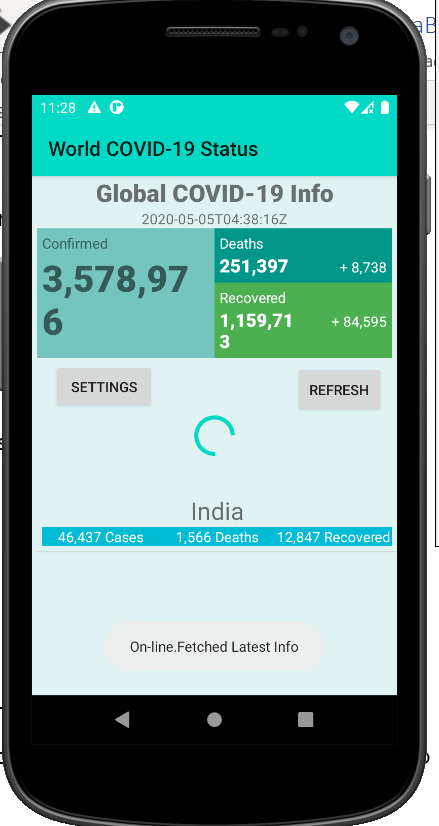 11:28
World COVID-19 Status
Global COVID-19 Info
2020-05-05T04:38:16Z
Confirmed
3,578,97
6
Deaths
251,397 + 8,738
Recovered
1,159,71 + 84,595
3
SETTINGS REFRESH
India
46,437 Cases 1,566 Deaths 12,847 Recovered
On-line.Fetched Latest Info